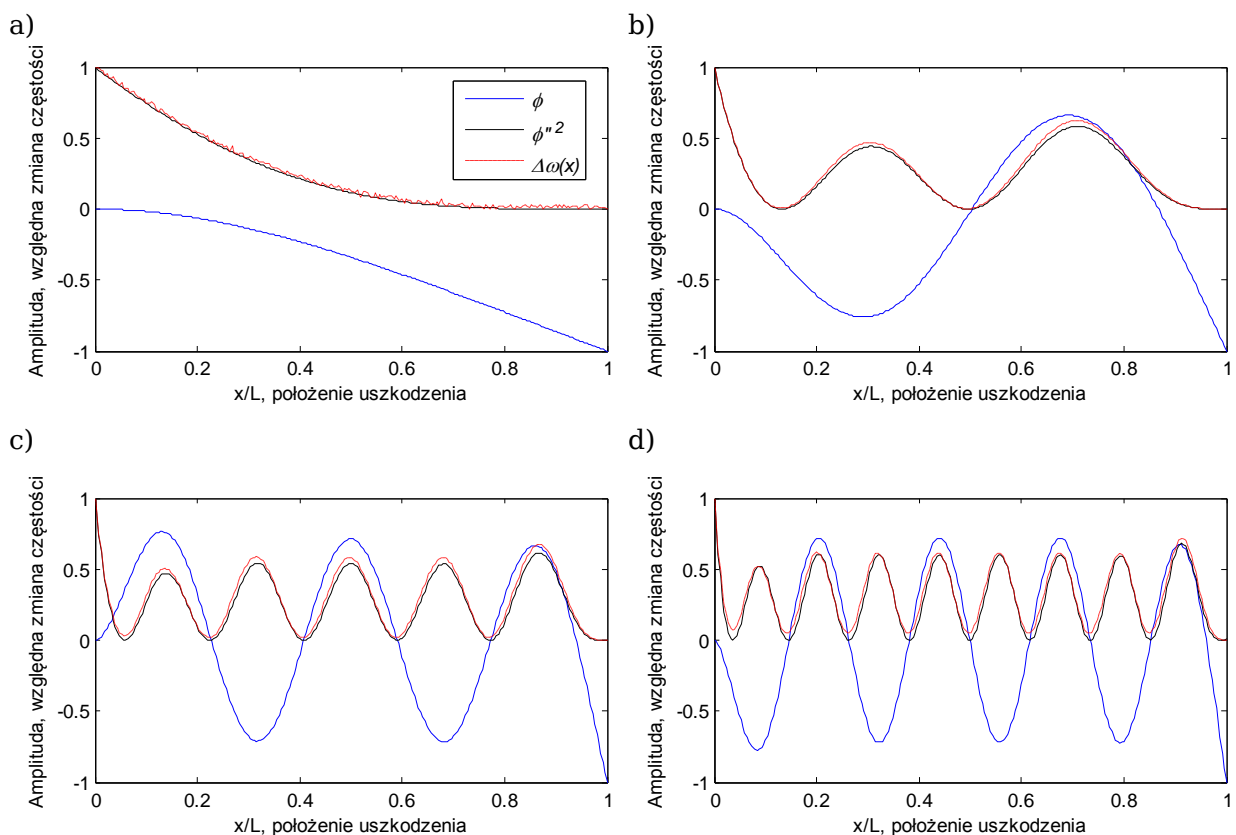 a)
Amplituda, względna zmiana częstości
1
0.5
0
-0.5
-1
0 0.2 0.4 0.6 0.8 1
x/L, położenie uszkodzenia
ϕ
ϕ'' 2
Δω(x)
b)
Amplituda, względna zmiana częstości
1
0.5
0
-0.5
-1
0 0.2 0.4 0.6 0.8 1
x/L, położenie uszkodzenia
c)
Amplituda, względna zmiana częstości
1
0.5
0
-0.5
-1
0 0.2 0.4 0.6 0.8 1
x/L, położenie uszkodzenia
d)
Amplituda, względna zmiana częstości
1
0.5
0
-0.5
-1
0 0.2 0.4 0.6 0.8 1
x/L, położenie uszkodzenia